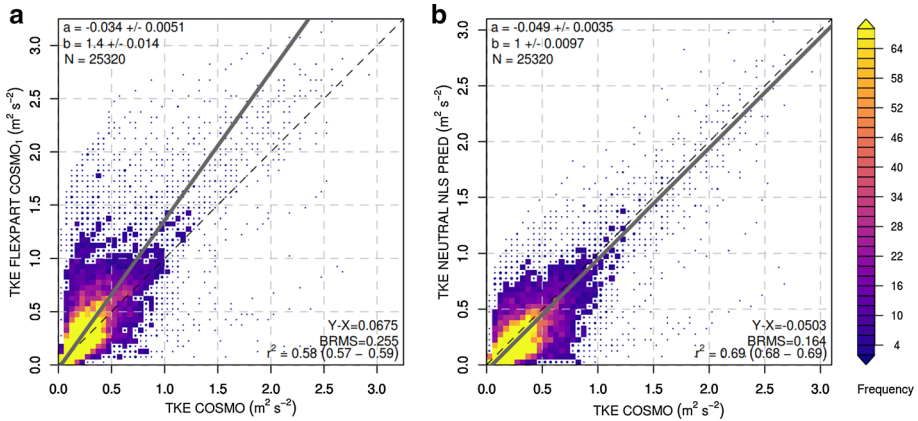 a
a = -0.034 +/- 0.0051
b = 1.4 +/- 0.014
N = 25320
TKE FLEXPART COSMO₁ (m² s⁻²)
3.0
2.5
2.0
1.5
1.0
0.5
0.0
Y-X=0.0675
BRMS=0.255
r² = 0.58 (0.57 − 0.59)
0.0 0.5 1.0 1.5 2.0 2.5 3.0
TKE COSMO (m² s⁻²)
b
a = -0.049 +/- 0.0035
b = 1 +/- 0.0097
N = 25320
TKE NEUTRAL NLS PRED (m² s⁻²)
3.0
2.5
2.0
1.5
1.0
0.5
0.0
Y-X=-0.0503
BRMS=0.164
r² = 0.69 (0.68 − 0.69)
0.0 0.5 1.0 1.5 2.0 2.5 3.0
TKE COSMO (m² s⁻²)
64
58
52
46
40
34
28
22
16
10
4
Frequency